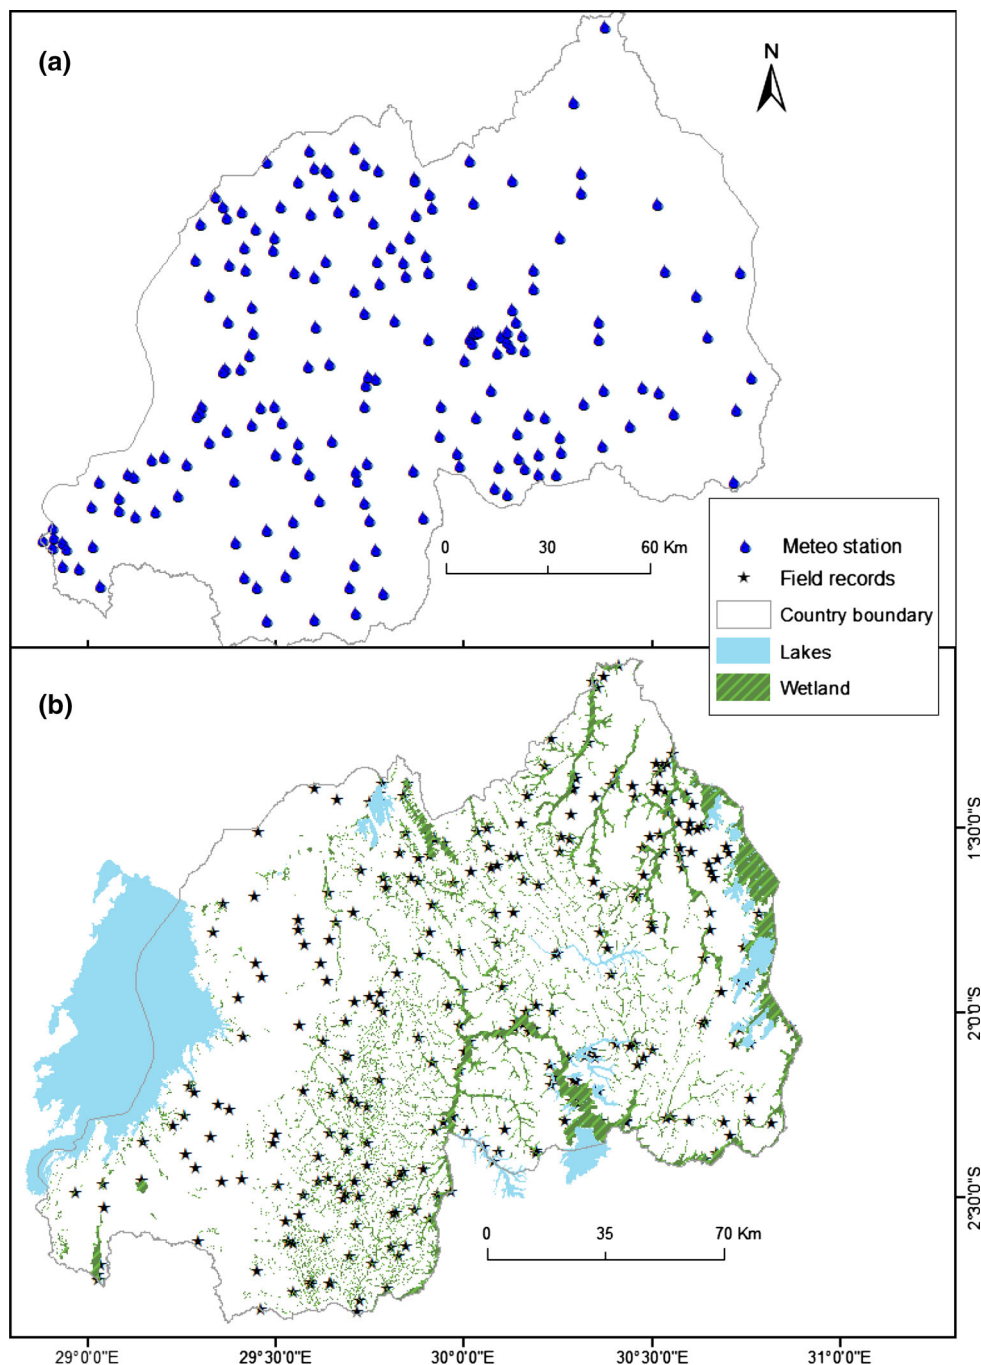 (a)
N
0 30 60 Km
Meteo station
Field records
Country boundary
Lakes
Wetland
(b)
1°30'0"S
2°0'0"S
2°30'0"S
0 35 70 Km
29°0'0"E 29°30'0"E 30°0'0"E 30°30'0"E 31°0'0"E